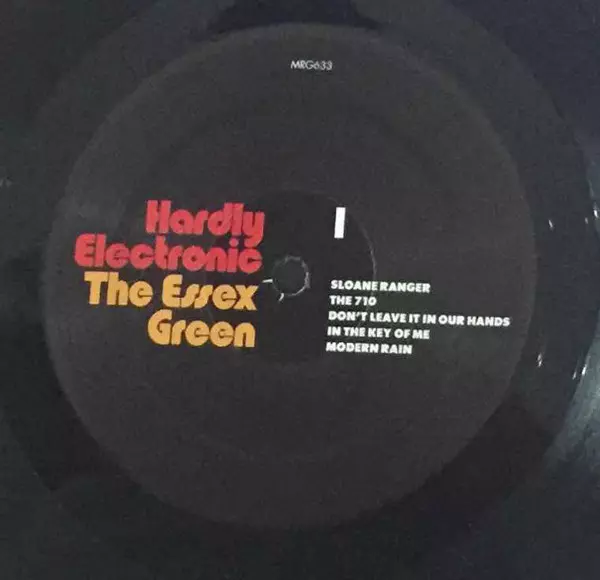 MRG633
Hardly
Electronic
The Essex
Green
I
SLOANE RANGER
THE 710
DON'T LEAVE IT IN OUR HANDS
IN THE KEY OF ME
MODERN RAIN